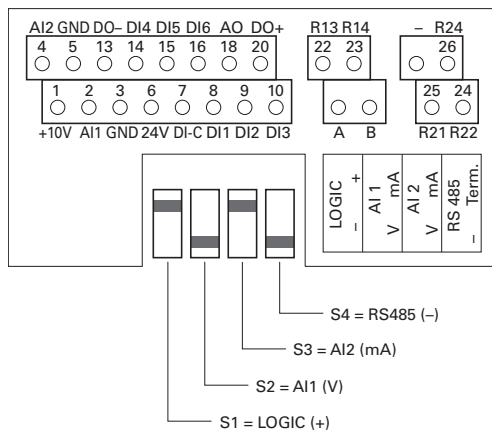 AI2 GND DO– DI4 DI5 DI6 AO DO+
4 5 13 14 15 16 18 20
1 2 3 6 7 8 9 10
+10V AI1 GND 24V DI-C DI1 DI2 DI3
R13 R14
22 23
A B
– R24
26
25 24
R21 R22
LOGIC – +
AI 1 V mA
AI 2 V mA
RS 485 – Term.
S4 = RS485 (–)
S3 = AI2 (mA)
S2 = AI1 (V)
S1 = LOGIC (+)